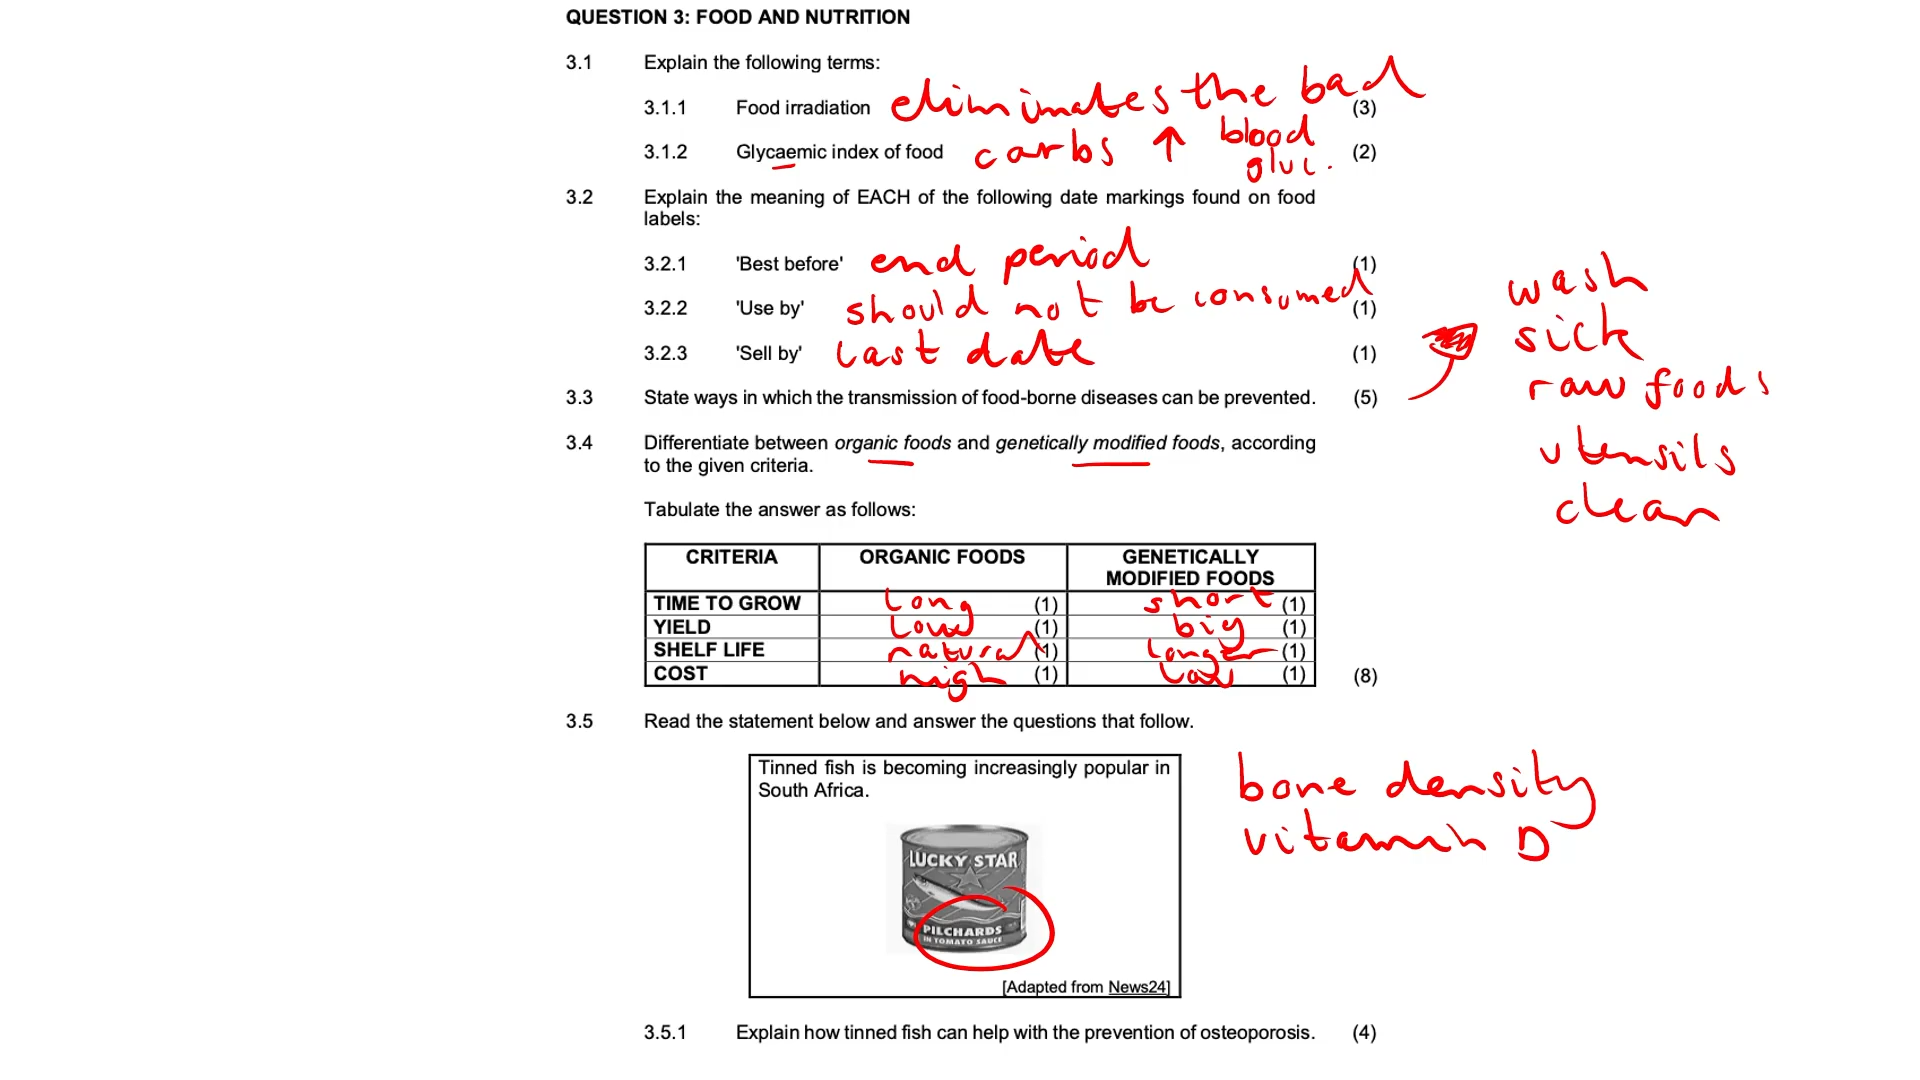 QUESTION 3: FOOD AND NUTRITION
3.1 Explain the following terms:
3.1.1 Food irradiation eliminates the bad (3)
3.1.2 Glycaemic index of food carbs ↑ blood gluc. (2)
3.2 Explain the meaning of EACH of the following date markings found on food
labels:
3.2.1 'Best before' end period (1)
3.2.2 'Use by' should not be consumed (1)
3.2.3 'Sell by' last date (1)
3.3 State ways in which the transmission of food-borne diseases can be prevented. (5)
wash
sick
raw foods
utensils
clean
3.4 Differentiate between organic foods and genetically modified foods, according
to the given criteria.
Tabulate the answer as follows:
CRITERIA ORGANIC FOODS GENETICALLY
MODIFIED FOODS
TIME TO GROW long (1) short (1)
YIELD low (1) big (1)
SHELF LIFE natural (1) longer (1)
COST high (1) low (1) (8)
3.5 Read the statement below and answer the questions that follow.
Tinned fish is becoming increasingly popular in
South Africa.
bone density
vitamin D
LUCKY STAR
PILCHARDS
IN TOMATO SAUCE
[Adapted from News24]
3.5.1 Explain how tinned fish can help with the prevention of osteoporosis. (4)